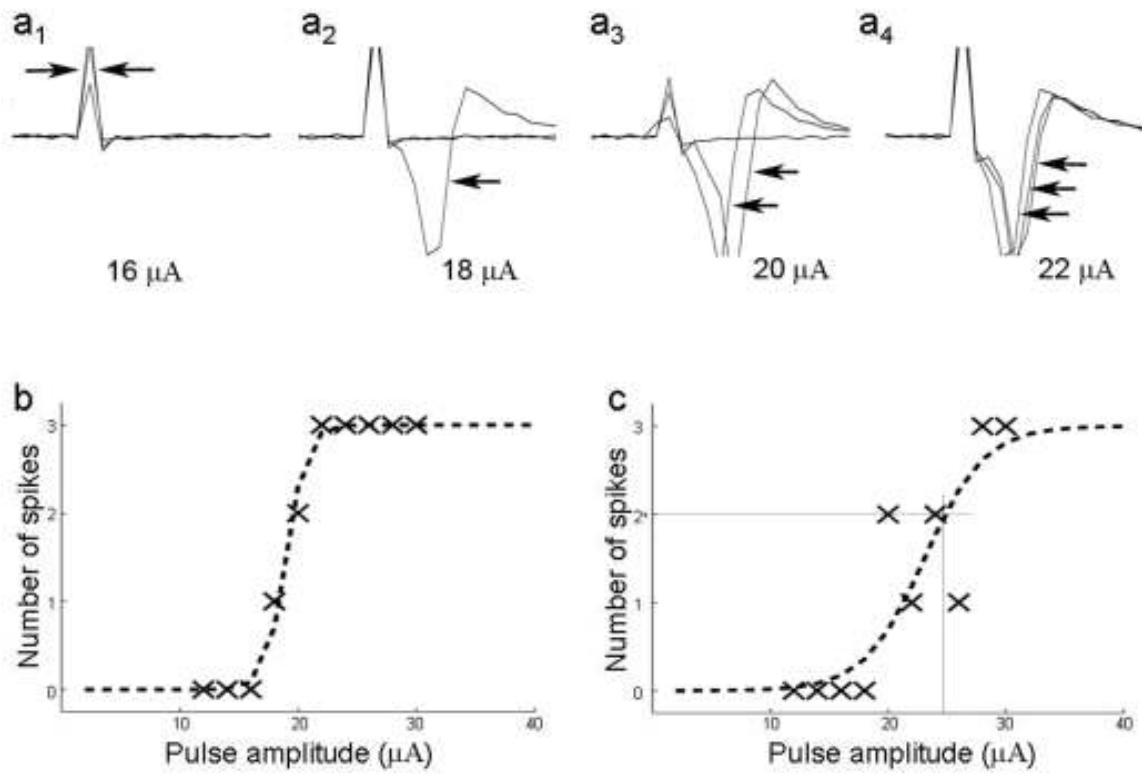 a1 a2 a3 a4
16 μA 18 μA 20 μA 22 μA
b
Number of spikes
3
2
1
0
10 20 30 40
Pulse amplitude (μA)
c
Number of spikes
3
2
1
0
10 20 30 40
Pulse amplitude (μA)